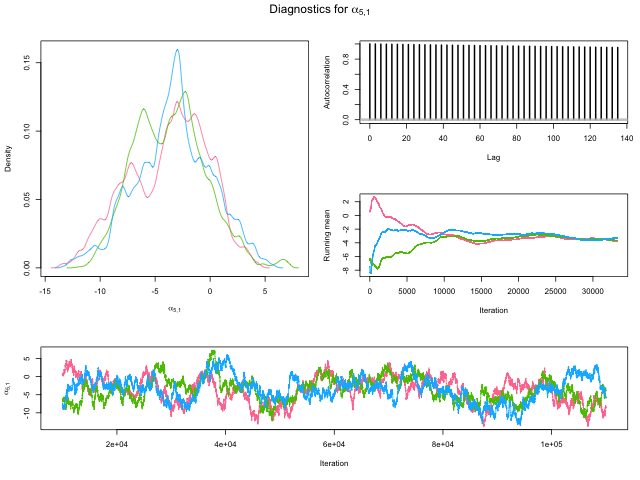 Diagnostics for α5,1
Density
0.00 0.05 0.10 0.15
-15 -10 -5 0 5
α5,1
Autocorrelation
0.0 0.4 0.8
0 20 40 60 80 100 120 140
Lag
Running mean
-8 -6 -4 -2 0 2
0 5000 10000 15000 20000 25000 30000
Iteration
α5,1
-10 -5 0 5
2e+04 4e+04 6e+04 8e+04 1e+05
Iteration